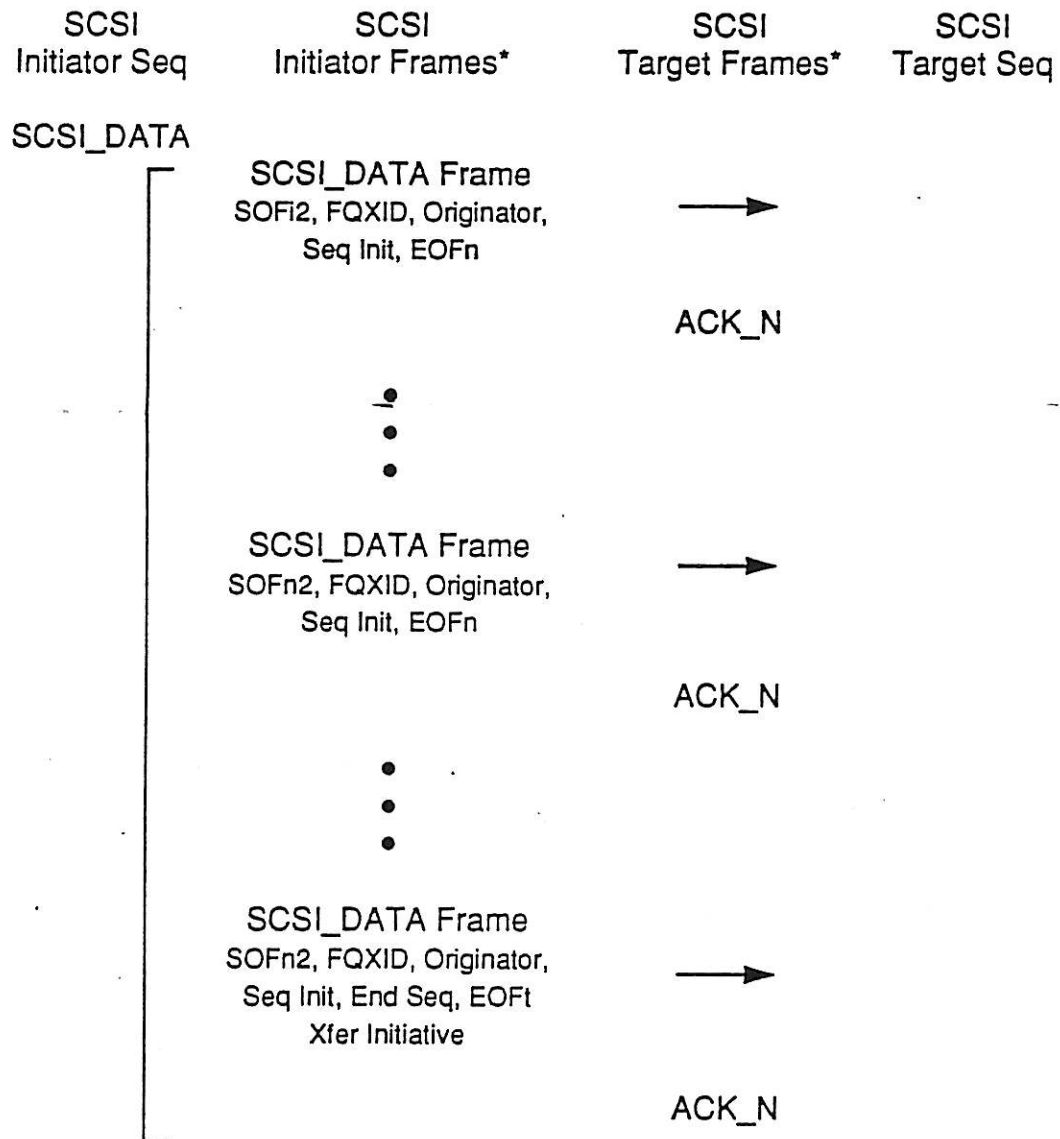 SCSI
Initiator Seq
SCSI
Initiator Frames*
SCSI
Target Frames*
SCSI
Target Seq
SCSI_DATA
SCSI_DATA Frame
SOFi2, FQXID, Originator,
Seq Init, EOFn
ACK_N
SCSI_DATA Frame
SOFn2, FQXID, Originator,
Seq Init, EOFn
ACK_N
SCSI_DATA Frame
SOFn2, FQXID, Originator,
Seq Init, End Seq, EOFt
Xfer Initiative
ACK_N